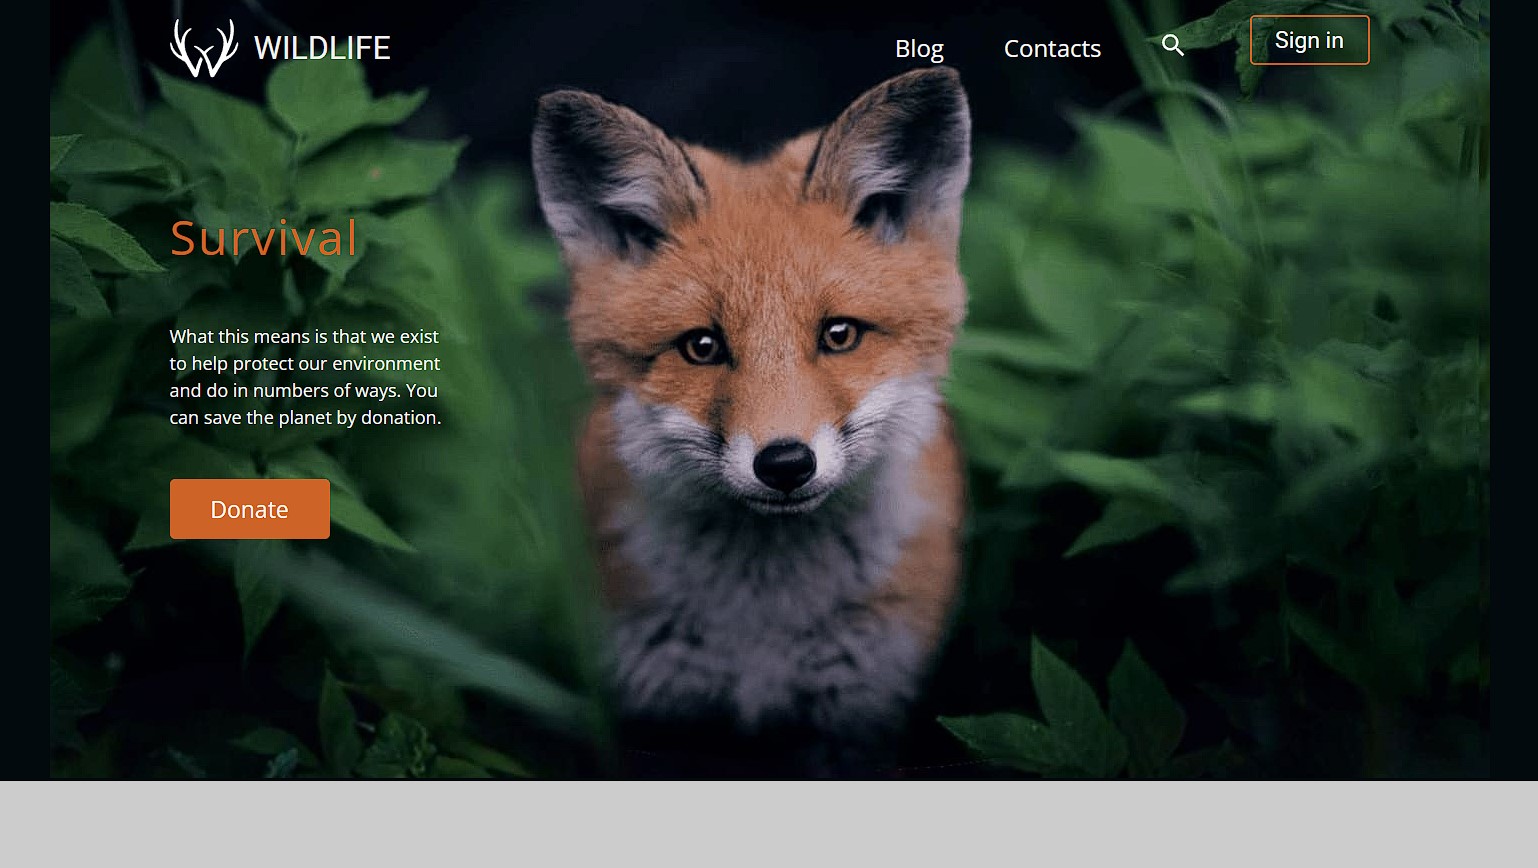 WILDLIFE
Blog
Contacts
Sign in
Survival
What this means is that we exist
to help protect our environment
and do in numbers of ways. You
can save the planet by donation.
Donate